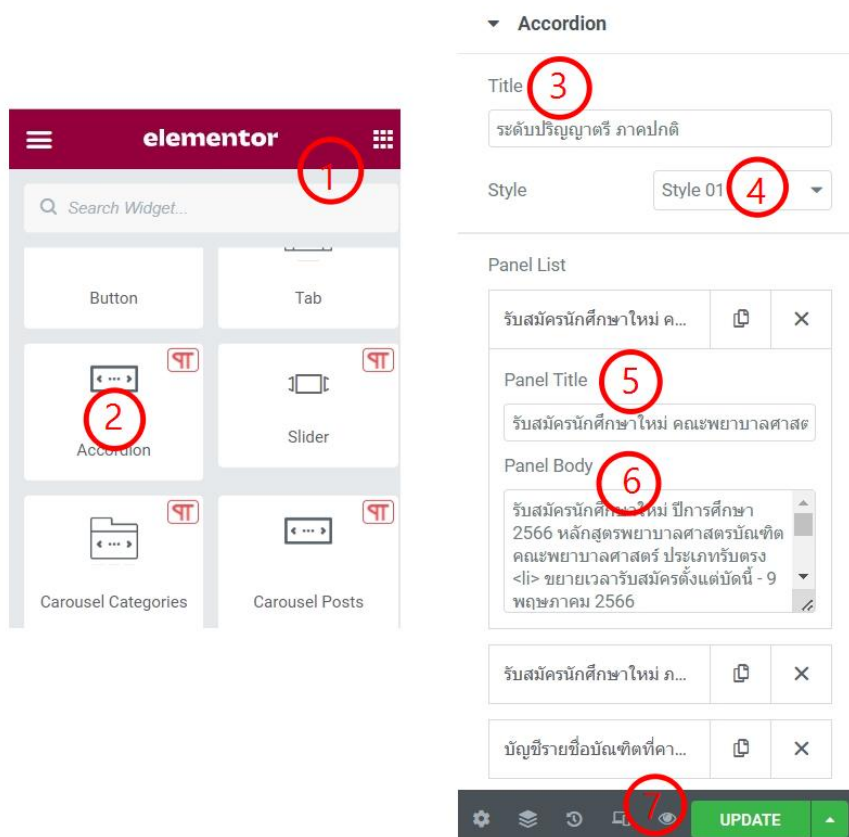 elementor
1
Search Widget...
Button
Tab
2
Accordion
Slider
Carousel Categories
Carousel Posts
Accordion
Title
3
ระดับปริญญาตรี ภาคปกติ
Style
Style 01
4
Panel List
รับสมัครนักศึกษาใหม่ ค...
Panel Title
5
รับสมัครนักศึกษาใหม่ คณะพยาบาลศาสต
Panel Body
6
รับสมัครนักศึกษาใหม่ ปีการศึกษา
2566 หลักสูตรพยาบาลศาสตรบัณฑิต
คณะพยาบาลศาสตร์ ประเภทรับตรง
<li> ขยายเวลารับสมัครตั้งแต่บัดนี้ - 9
พฤษภาคม 2566
รับสมัครนักศึกษาใหม่ ภ...
บัญชีรายชื่อบัณฑิตที่คา...
7
UPDATE